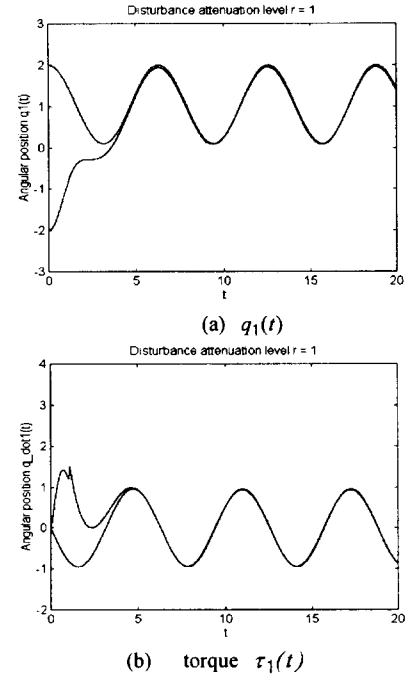 Disturbance attenuation level r = 1
3
2
1
0
-1
-2
-3
Angular position q1(t)
0 5 10 15 20
t
(a) q₁(t)
Disturbance attenuation level r = 1
4
3
2
1
0
-1
-2
Angular position q_dot1(t)
0 5 10 15 20
t
(b) torque τ₁(t)